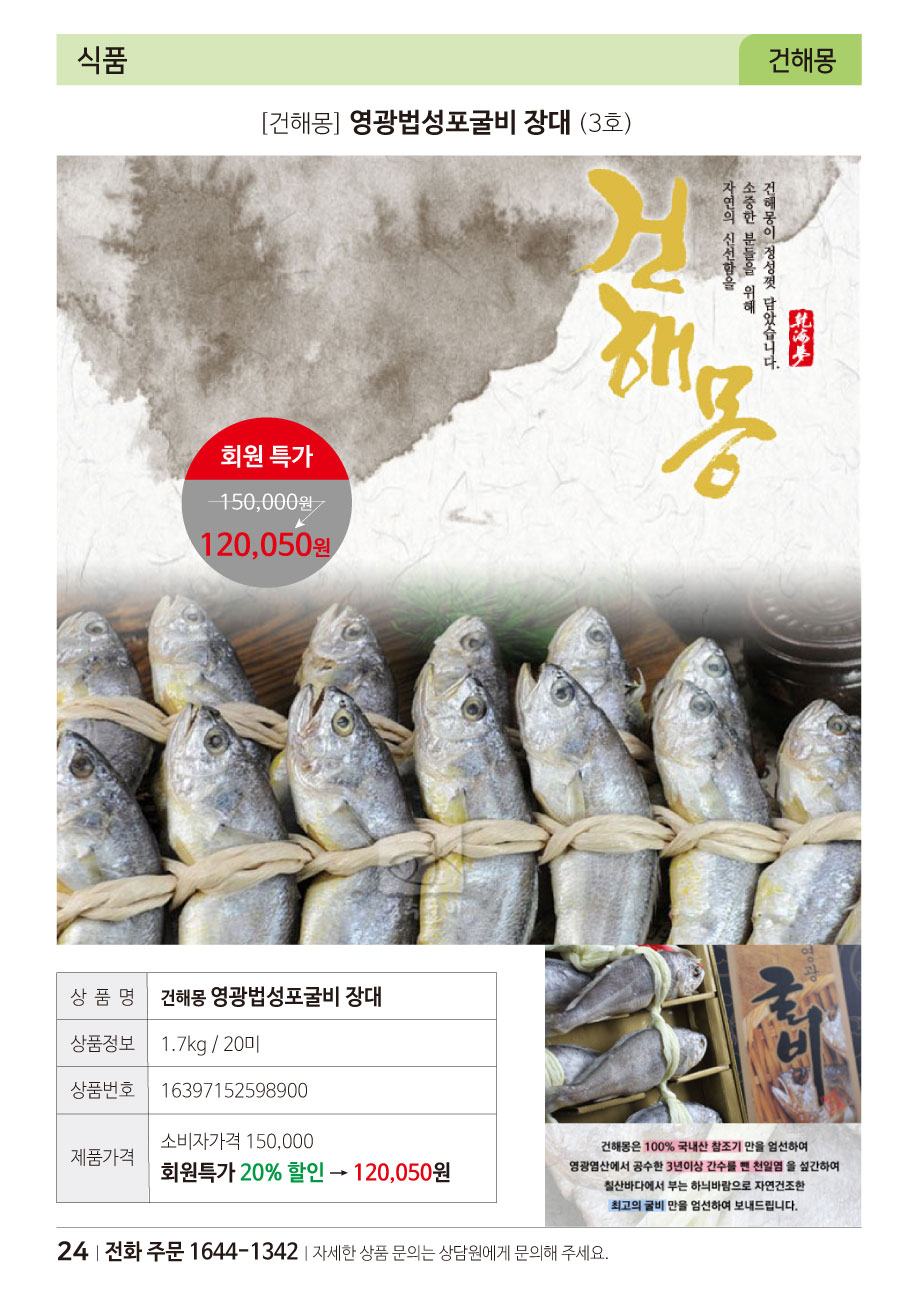 식품
건해몽
[건해몽] 영광법성포굴비 장대 (3호)
건해몽이 정성껏 담았습니다.
소중한 분들을 위해
자연의 신선함을
건해몽
乾海夢
회원 특가
150,000원
120,050원
영광
굴비
상 품 명
건해몽 영광법성포굴비 장대
상품정보
1.7kg / 20미
상품번호
16397152598900
제품가격
소비자가격 150,000
회원특가 20% 할인 → 120,050원
건해몽은 100% 국내산 참조기 만을 엄선하여
영광염산에서 공수한 3년이상 간수를 뺀 천일염 을 섶간하여
칠산바다에서 부는 하늬바람으로 자연건조한
최고의 굴비 만을 엄선하여 보내드립니다.
24 | 전화 주문 1644-1342 | 자세한 상품 문의는 상담원에게 문의해 주세요.